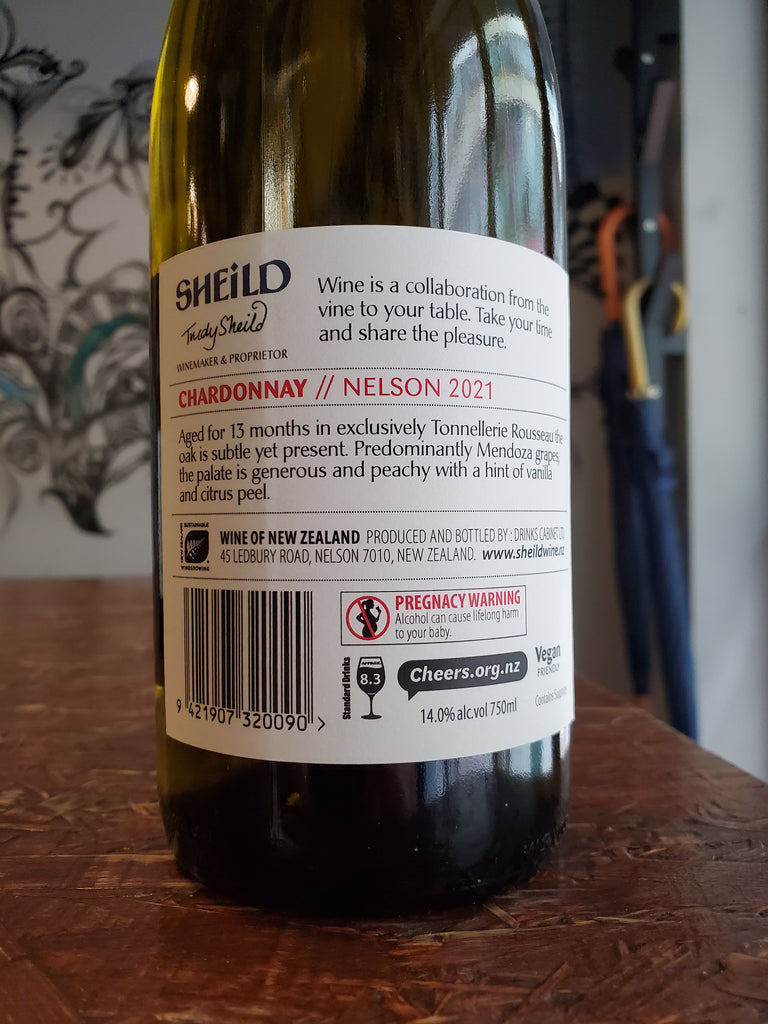 SHEiLD
Trudy Sheild
WINEMAKER & PROPRIETOR
Wine is a collaboration from the
vine to your table. Take your time
and share the pleasure.
CHARDONNAY // NELSON 2021
Aged for 13 months in exclusively Tonnellerie Rousseau the
oak is subtle yet present. Predominantly Mendoza grapes,
the palate is generous and peachy with a hint of vanilla
and citrus peel.
SUSTAINABLE
NEW ZEALAND
WINEGROWING
WINE OF NEW ZEALAND PRODUCED AND BOTTLED BY : DRINKS CABINET LTD.
45 LEDBURY ROAD, NELSON 7010, NEW ZEALAND. www.sheildwine.nz
PREGNACY WARNING
Alcohol can cause lifelong harm
to your baby.
Standard Drinks
APPROX.
8.3
Cheers.org.nz
Vegan
FRIENDLY
14.0% alc.vol 750ml
Contains
9 421907 320090 >